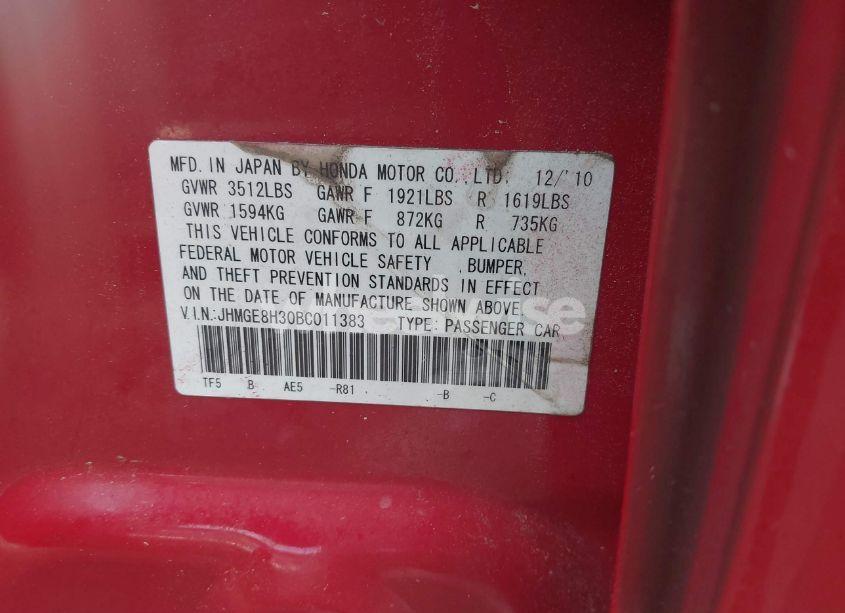 MFD. IN JAPAN BY HONDA MOTOR CO.,LTD. 12/'10
GVWR 3512LBS GAWR F 1921LBS R 1619LBS
GVWR 1594KG GAWR F 872KG R 735KG
THIS VEHICLE CONFORMS TO ALL APPLICABLE
FEDERAL MOTOR VEHICLE SAFETY , BUMPER,
AND THEFT PREVENTION STANDARDS IN EFFECT
ON THE DATE OF MANUFACTURE SHOWN ABOVE.
V.I.N.:JHMGE8H30BC011383 TYPE: PASSENGER CAR
TF5 B AE5 -R81 -B -C